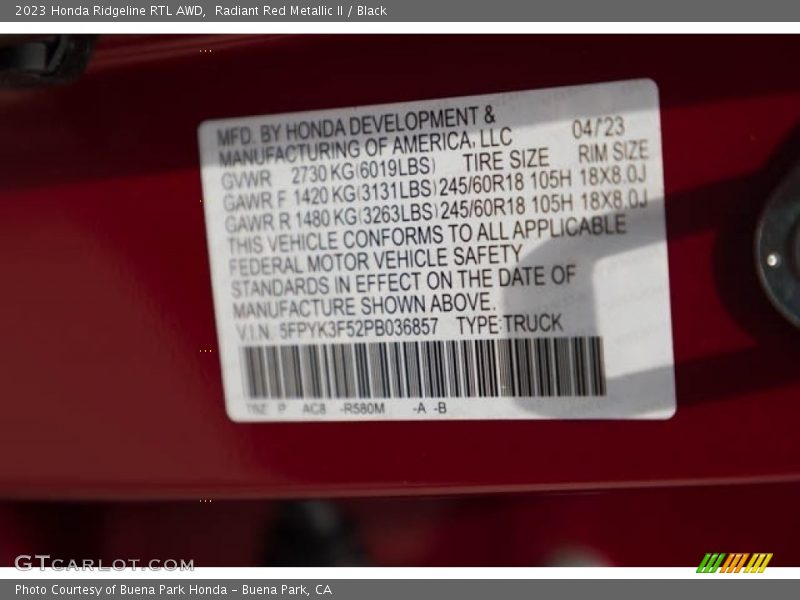 2023 Honda Ridgeline RTL AWD,  Radiant Red Metallic II / Black
MFD. BY HONDA DEVELOPMENT &
MANUFACTURING OF AMERICA, LLC 04/23
GVWR 2730 KG(6019LBS) TIRE SIZE RIM SIZE
GAWR F 1420 KG(3131LBS) 245/60R18 105H 18X8.0J
GAWR R 1480 KG(3263LBS) 245/60R18 105H 18X8.0J
THIS VEHICLE CONFORMS TO ALL APPLICABLE
FEDERAL MOTOR VEHICLE SAFETY
STANDARDS IN EFFECT ON THE DATE OF
MANUFACTURE SHOWN ABOVE.
V.I.N. 5FPYK3F52PB036857 TYPE:TRUCK
P AC8 -R580M -A -B
GTCARLOT.COM
Photo Courtesy of Buena Park Honda - Buena Park, CA